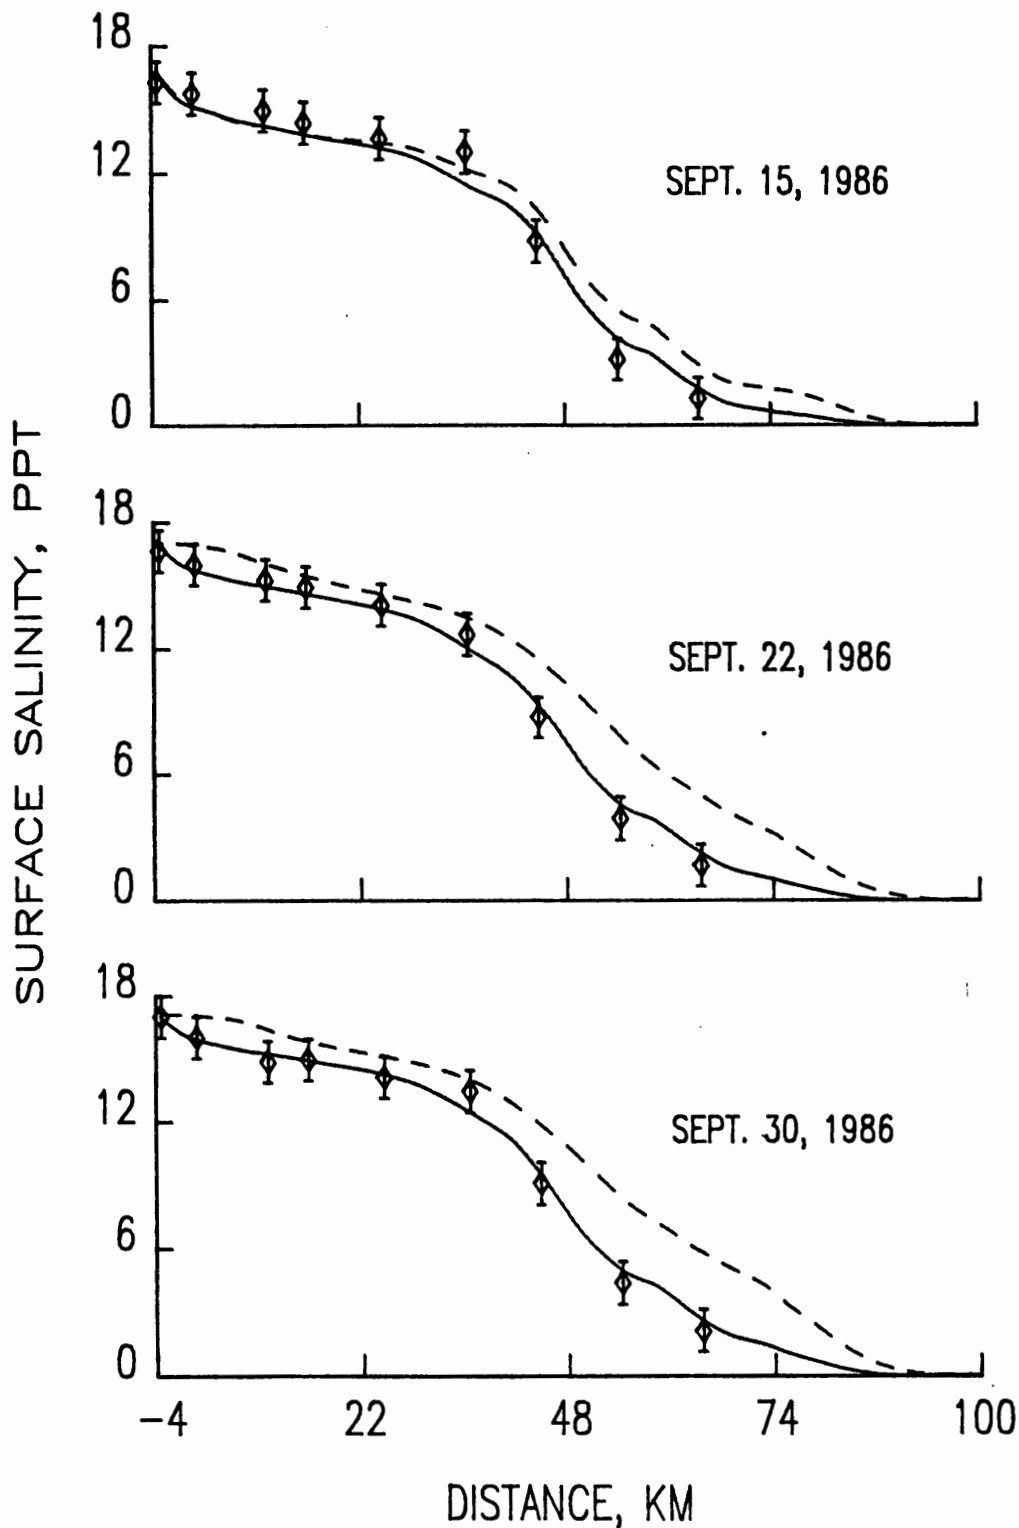 SURFACE SALINITY, PPT
18
12
6
0
SEPT. 15, 1986
18
12
6
0
SEPT. 22, 1986
18
12
6
0
SEPT. 30, 1986
-4 22 48 74 100
DISTANCE, KM